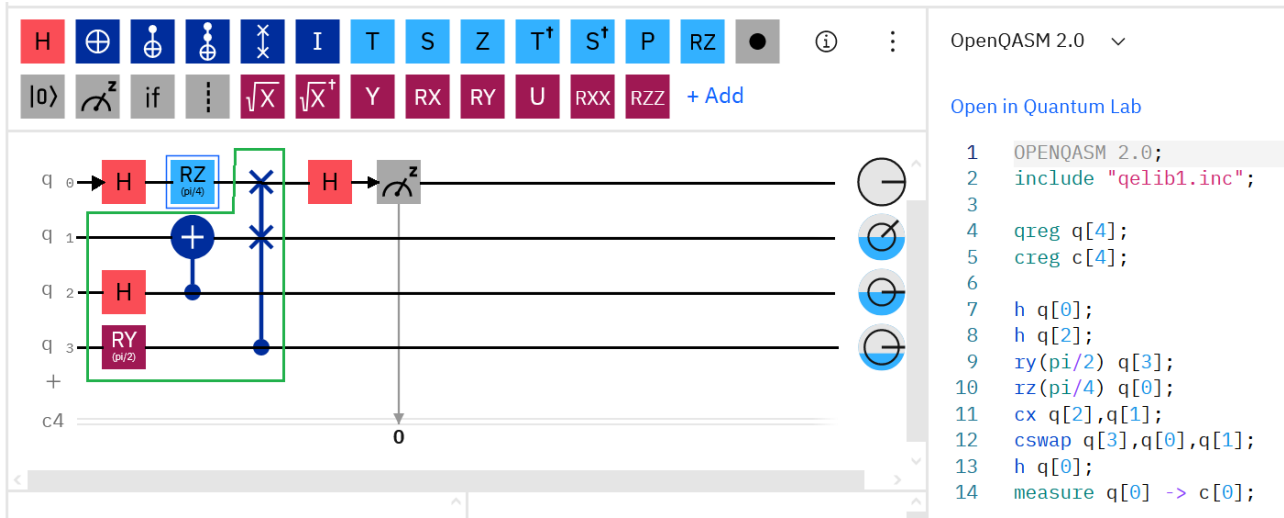 H T S Z T† S† P RZ
|0⟩ z if √X √X† Y RX RY U RXX RZZ + Add
q 0 H RZ (pi/4) H z
q 1
q 2 H
q 3 RY (pi/2)
+
c4
0
OpenQASM 2.0
Open in Quantum Lab
1 OPENQASM 2.0;
2 include "qelib1.inc";
3
4 qreg q[4];
5 creg c[4];
6
7 h q[0];
8 h q[2];
9 ry(pi/2) q[3];
10 rz(pi/4) q[0];
11 cx q[2],q[1];
12 cswap q[3],q[0],q[1];
13 h q[0];
14 measure q[0] -> c[0];